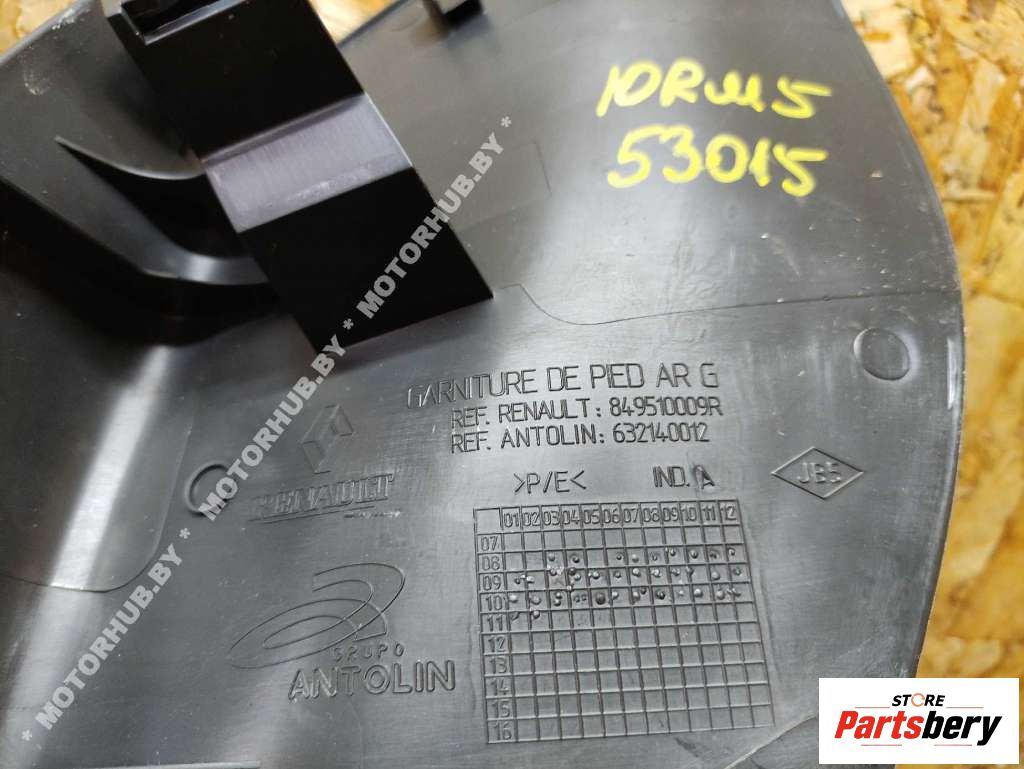 53015
GARNITURE DE PIED AR G
REF. RENAULT: 849510009R
REF. ANTOLIN: 632140012
>P/E< IND. A
JBS
RENAULT
01 02 03 04 05 06 07 08 09 10 11 12
07
08
09
10
11
12
13
14
15
16
GRUPO
ANTOLIN
* MOTORHUB.BY * MOTORHUB.BY * MOTORHUB.BY *
STORE
Partsbery